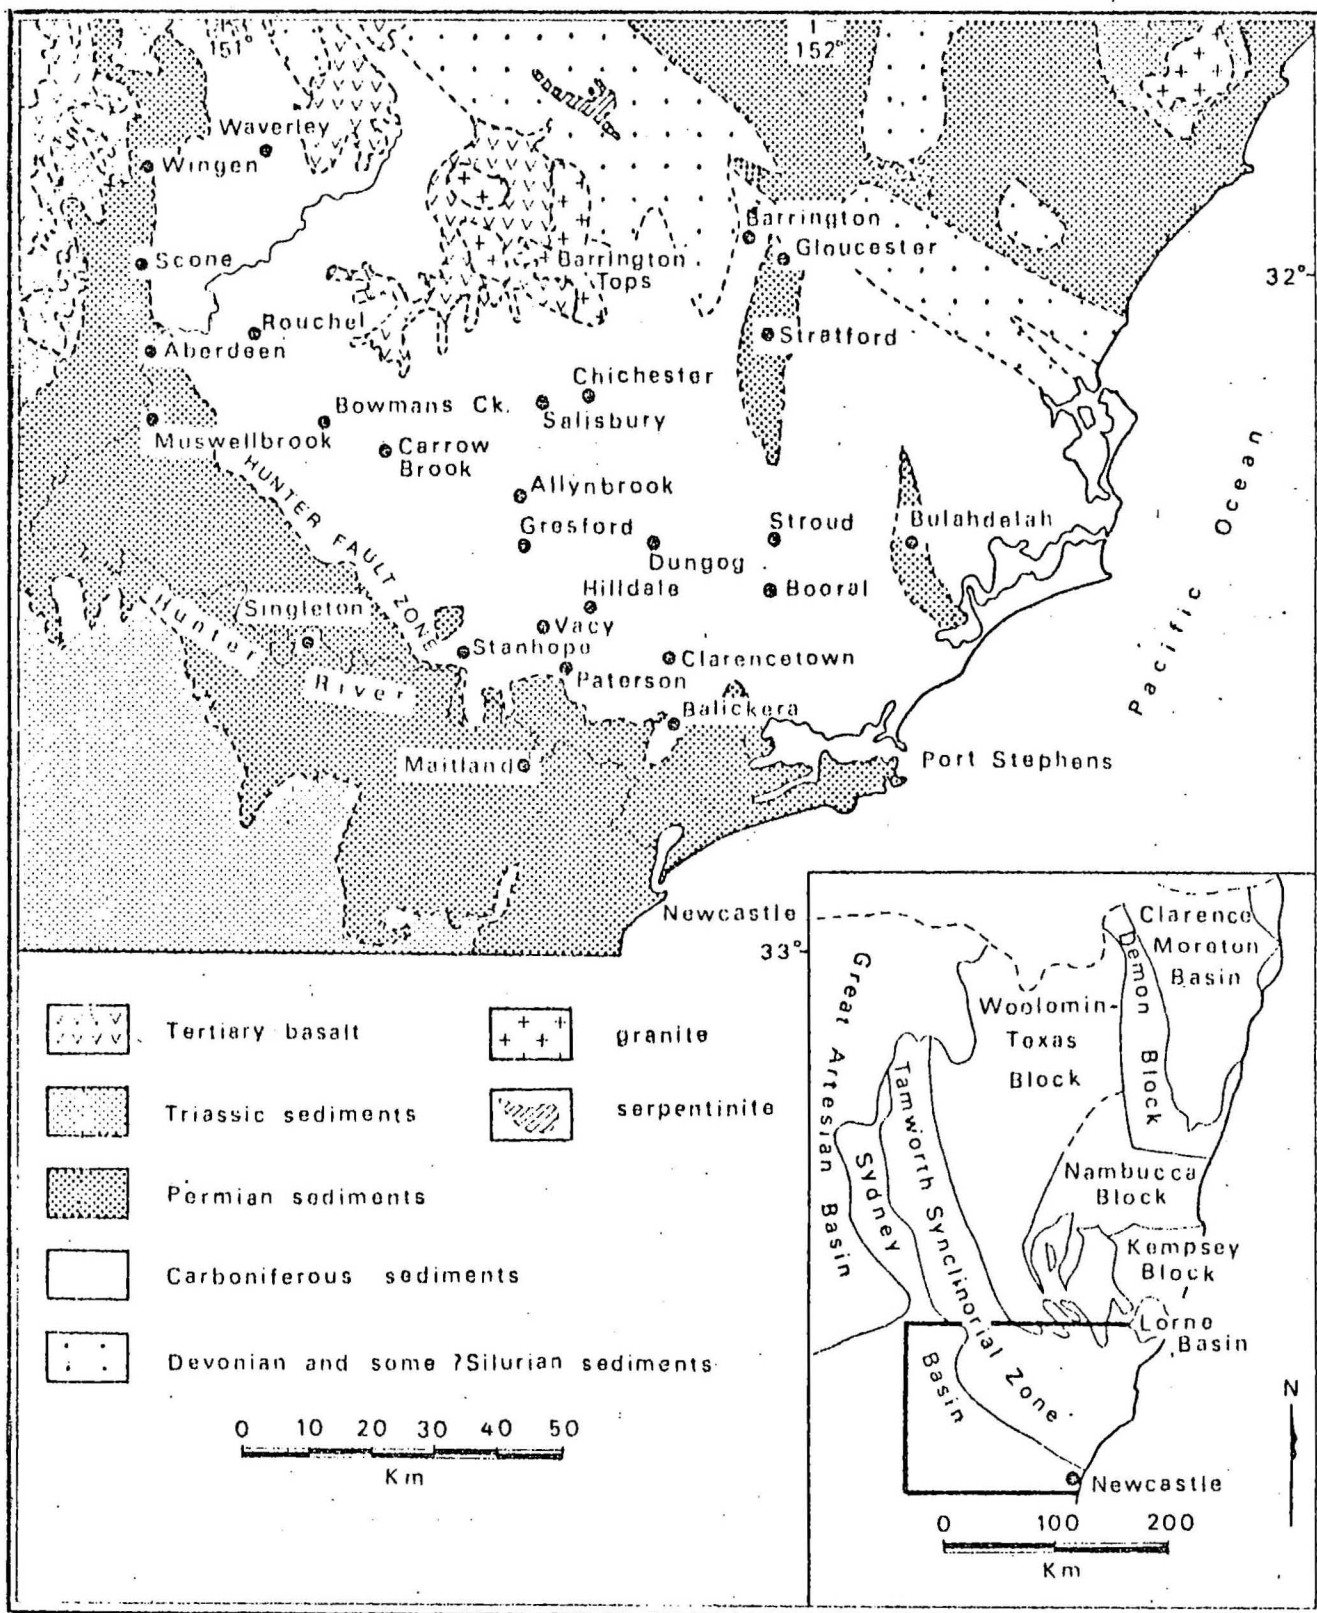 151°
152°
Waverley
Wingen
Barrington
Gloucester
Scone
Barrington
Tops
32°
Rouchel
Aberdeen
Stratford
Chichester
Bowmans Ck.
Salisbury
Muswellbrook
Carrow
Brook
HUNTER FAULT ZONE
Allynbrook
Gresford
Stroud
Bulahdelah
Dungog
Hilldale
Booral
Hunter
River
Singleton
Vacy
Stanhope
Clarencetown
Paterson
Balickera
Maitland
Port Stephens
Pacific Ocean
Newcastle
33°
Tertiary basalt
granite
Triassic sediments
serpentinite
Permian sediments
Carboniferous sediments
Devonian and some ?Silurian sediments
0 10 20 30 40 50
Km
Clarence
Moreton
Basin
Demon Block
Great Artesian Basin
Woolomin-
Texas
Block
Tamworth Synclinorial Zone
Sydney
Basin
Nambucca
Block
Kempsey
Block
Lorne
Basin
N
Newcastle
0 100 200
Km